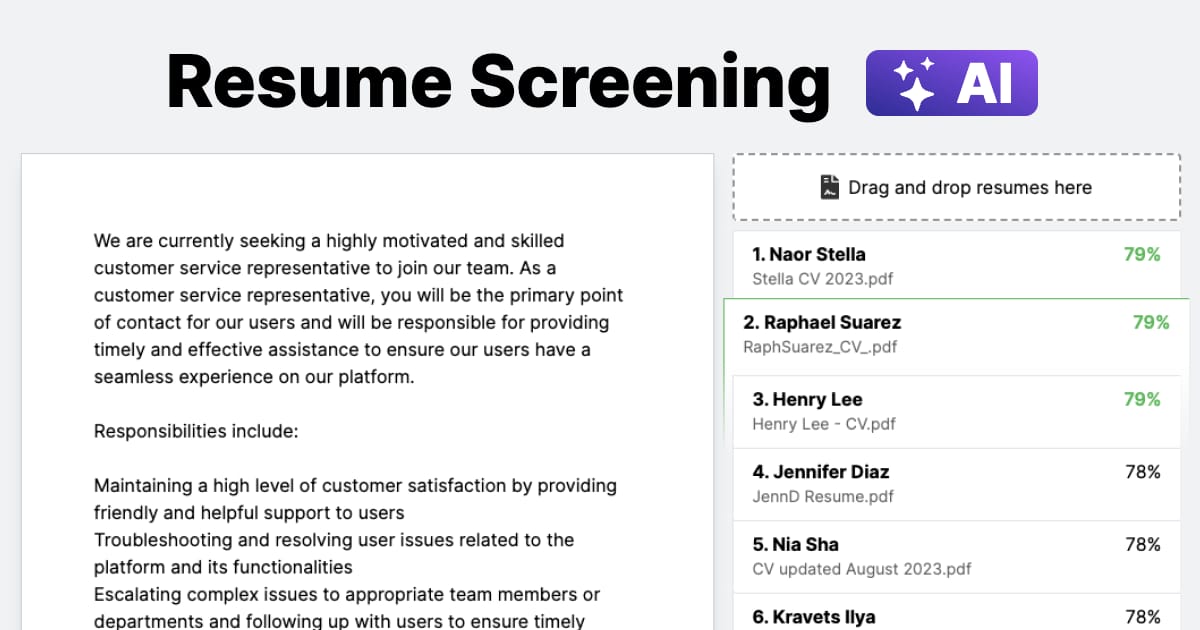 Resume Screening AI
We are currently seeking a highly motivated and skilled
customer service representative to join our team. As a
customer service representative, you will be the primary point
of contact for our users and will be responsible for providing
timely and effective assistance to ensure our users have a
seamless experience on our platform.
Responsibilities include:
Maintaining a high level of customer satisfaction by providing
friendly and helpful support to users
Troubleshooting and resolving user issues related to the
platform and its functionalities
Escalating complex issues to appropriate team members or
departments and following up with users to ensure timely
Drag and drop resumes here
1. Naor Stella 79%
Stella CV 2023.pdf
2. Raphael Suarez 79%
RaphSuarez_CV_.pdf
3. Henry Lee 79%
Henry Lee - CV.pdf
4. Jennifer Diaz 78%
JennD Resume.pdf
5. Nia Sha 78%
CV updated August 2023.pdf
6. Kravets Ilya 78%